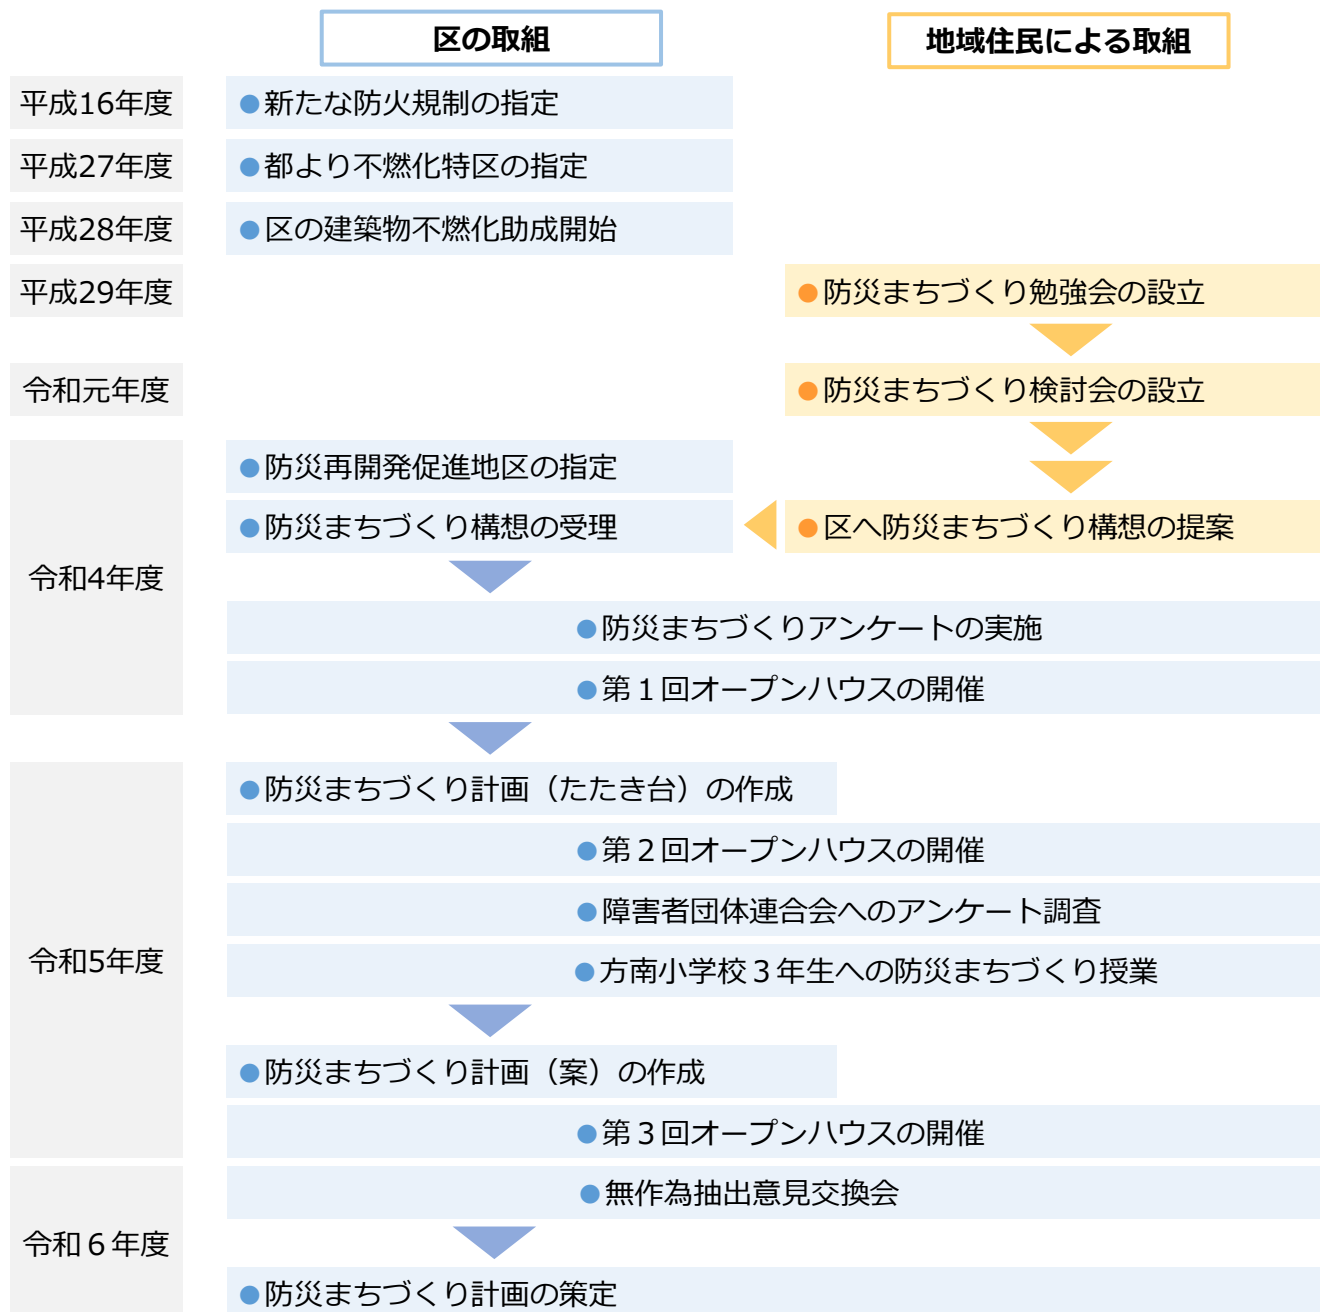 区の取組
地域住民による取組
平成16年度
●新たな防火規制の指定
平成27年度
●都より不燃化特区の指定
平成28年度
●区の建築物不燃化助成開始
平成29年度
●防災まちづくり勉強会の設立
令和元年度
●防災まちづくり検討会の設立
令和4年度
●防災再開発促進地区の指定
●防災まちづくり構想の受理
●区へ防災まちづくり構想の提案
●防災まちづくりアンケートの実施
●第１回オープンハウスの開催
令和5年度
●防災まちづくり計画（たたき台）の作成
●第２回オープンハウスの開催
●障害者団体連合会へのアンケート調査
●方南小学校３年生への防災まちづくり授業
●防災まちづくり計画（案）の作成
●第３回オープンハウスの開催
令和６年度
●無作為抽出意見交換会
●防災まちづくり計画の策定